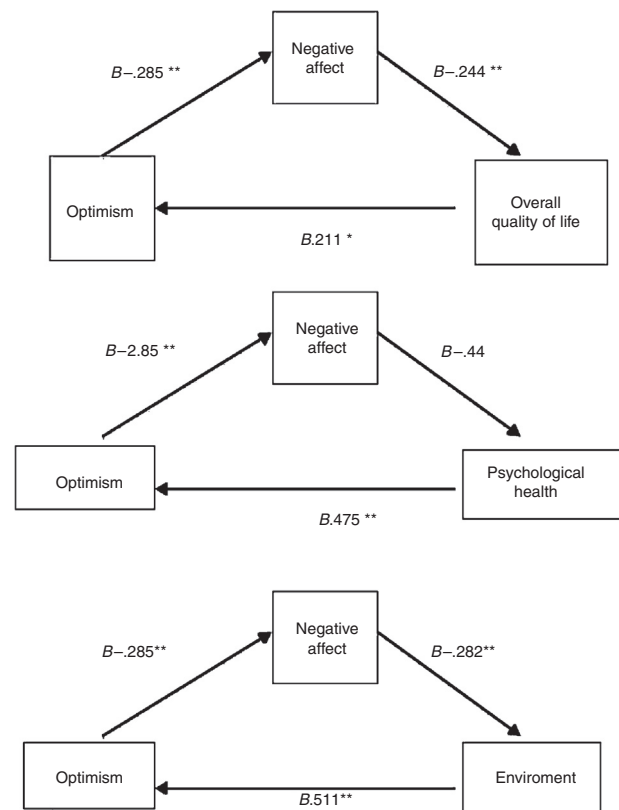 Negative
affect
B–.285 **
B–.244 **
Optimism
Overall
quality of life
B.211 *
Negative
affect
B–2.85 **
B–.44
Optimism
Psychological
health
B.475 **
Negative
affect
B–.285**
B–.282**
Optimism
Enviroment
B.511**